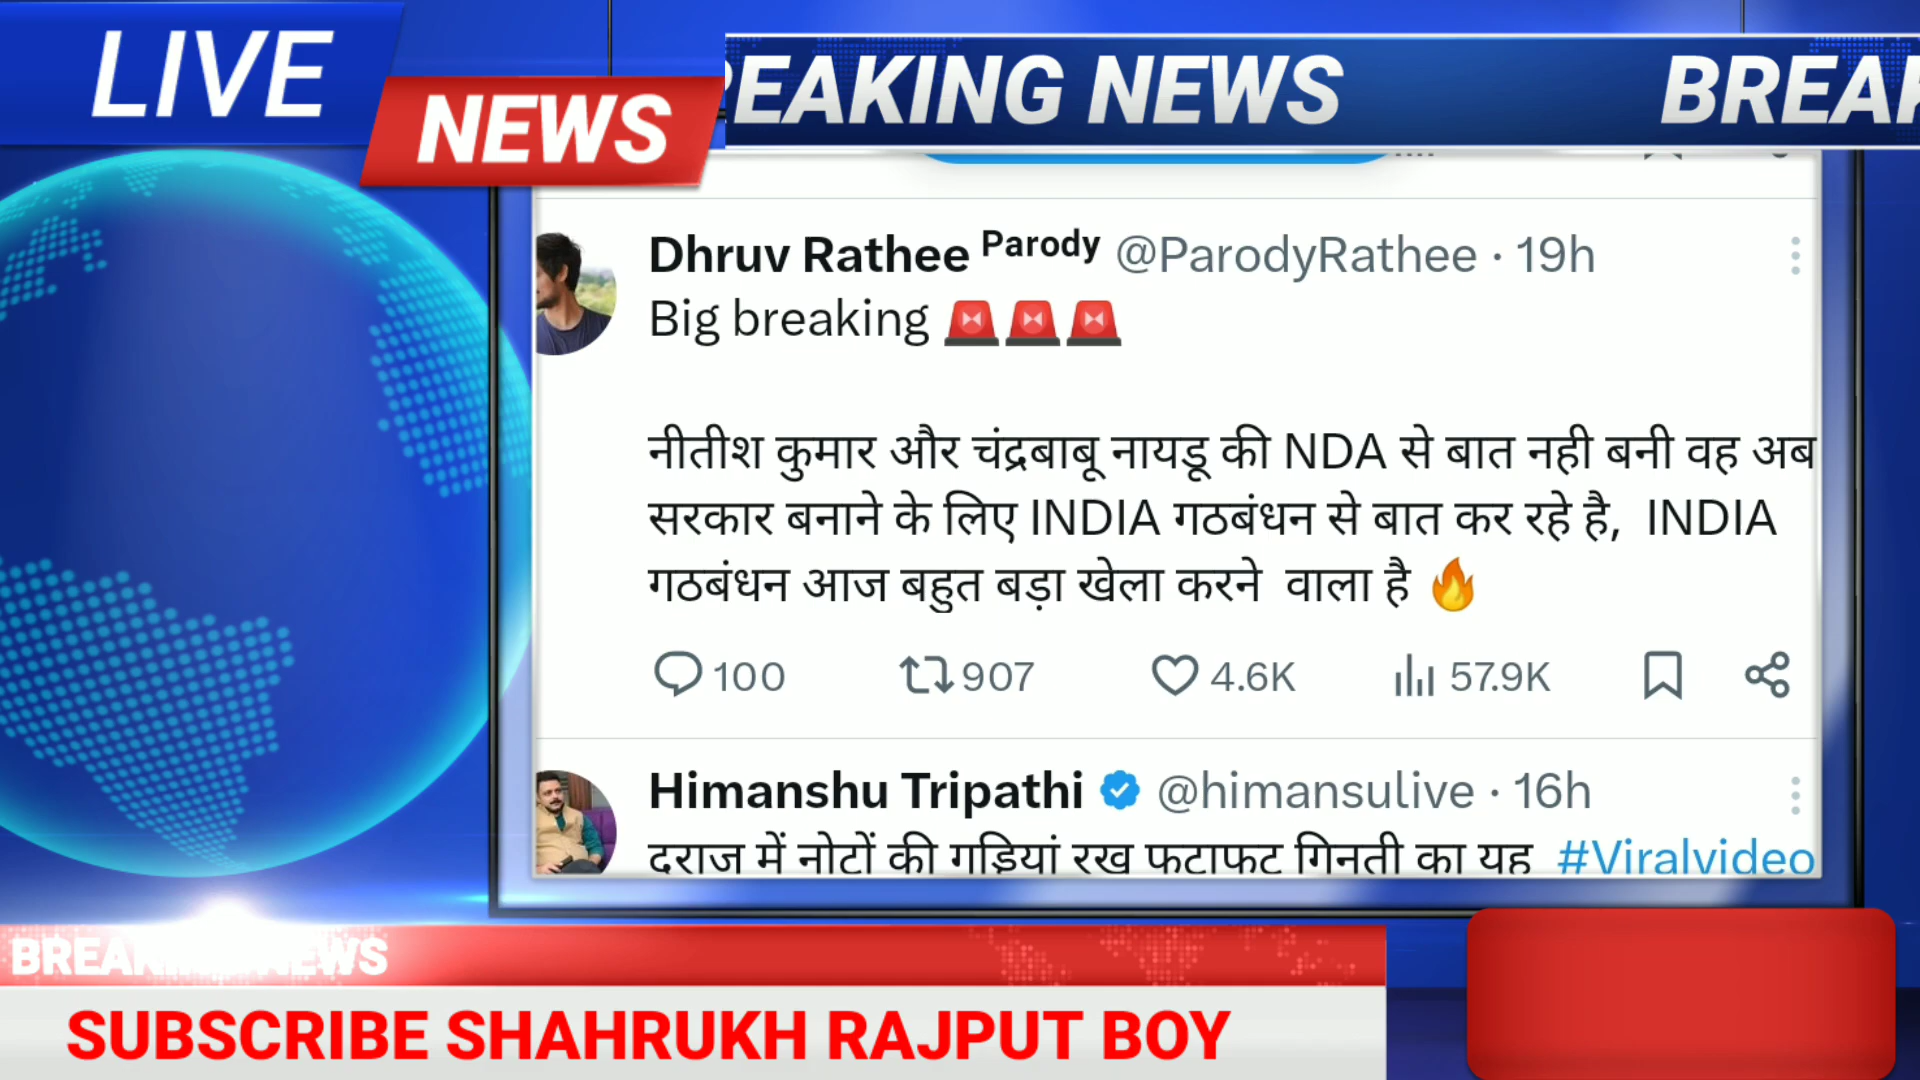 LIVE
NEWS
EAKING NEWS
BREA
Dhruv Rathee Parody @ParodyRathee · 19h
Big breaking 🚨🚨🚨
नीतीश कुमार और चंद्रबाबू नायडू की NDA से बात नही बनी वह अब
सरकार बनाने के लिए INDIA गठबंधन से बात कर रहे है, INDIA
गठबंधन आज बहुत बड़ा खेला करने वाला है 🔥
100 907 4.6K 57.9K
Himanshu Tripathi @himansulive · 16h
दराज में नोटों की गड्डियां रख फटाफट गिनती का यह #Viralvideo
BREAKING NEWS
SUBSCRIBE SHAHRUKH RAJPUT BOY